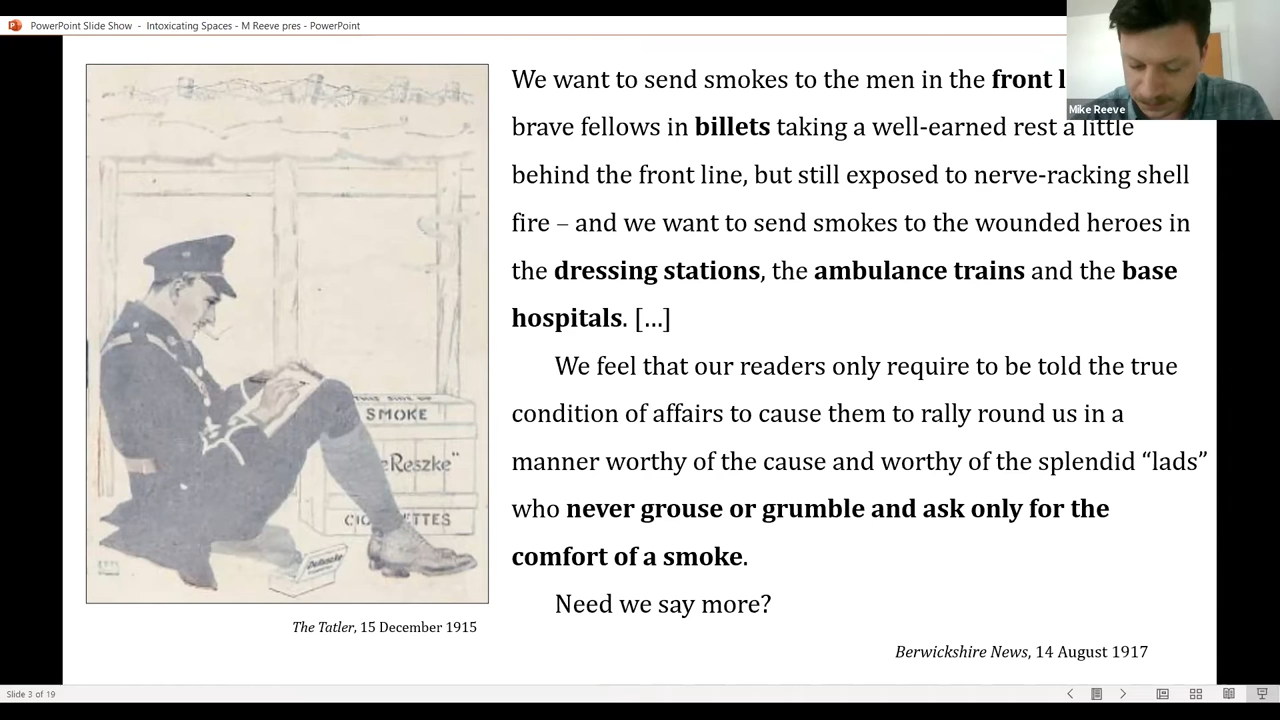 PowerPoint Slide Show - Intoxicating Spaces - M Reeve pres - PowerPoint
Mike Reeve
We want to send smokes to the men in the front
brave fellows in billets taking a well-earned rest a little
behind the front line, but still exposed to nerve-racking shell
fire – and we want to send smokes to the wounded heroes in
the dressing stations, the ambulance trains and the base
hospitals. […]
We feel that our readers only require to be told the true
condition of affairs to cause them to rally round us in a
manner worthy of the cause and worthy of the splendid “lads”
who never grouse or grumble and ask only for the
comfort of a smoke.
Need we say more?
Berwickshire News, 14 August 1917
THIS SIDE UP
SMOKE
Reszke"
The Tatler, 15 December 1915
Slide 3 of 19